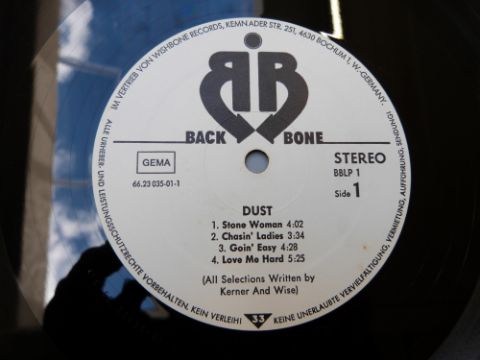 IM VERTRIEB VON WISHBONE RECORDS, KEMNADER STR. 251, 4630 BOCHUM 1, W.-GERMANY.
BACK BONE
GEMA
66.23 035-01-1
STEREO
BBLP 1
Side 1
DUST
1. Stone Woman 4:02
2. Chasin' Ladies 3:34
3. Goin' Easy 4:28
4. Love Me Hard 5:25
(All Selections Written by
Kerner And Wise)
33
ALLE URHEBER- UND LEISTUNGSSCHUTZRECHTE VORBEHALTEN. KEIN VERLEIH!
KEINE UNERLAUBTE VERVIELFÄLTIGUNG, VERMIETUNG, AUFFÜHRUNG, SENDUNG!